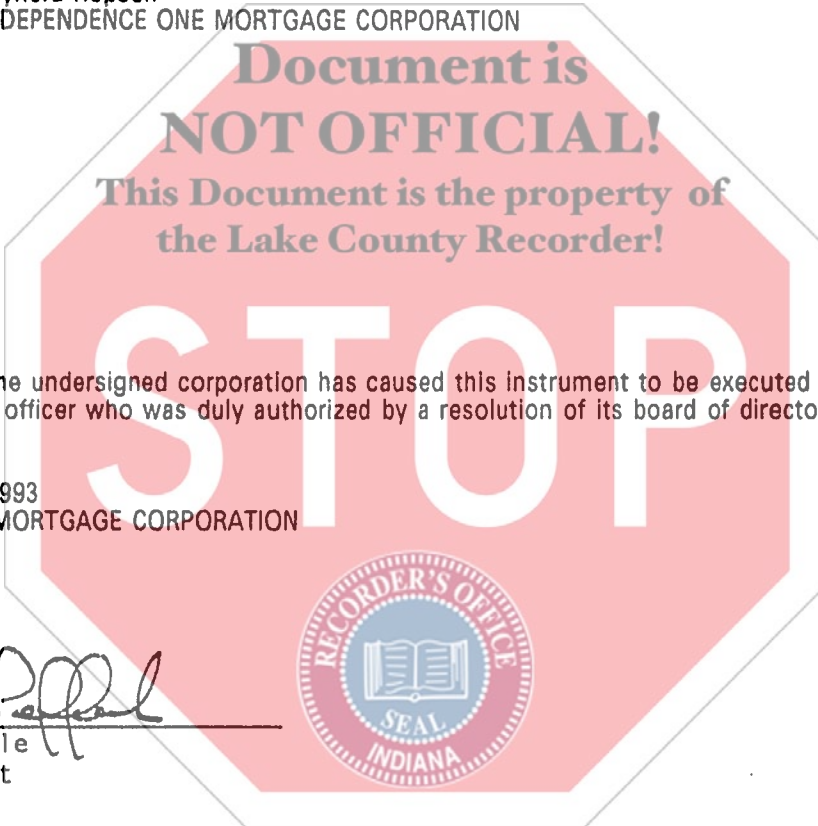 DEPENDENCE ONE MORTGAGE CORPORATION
Document is
NOT OFFICIAL!
This Document is the property of
the Lake County Recorder!
STOP
he undersigned corporation has caused this instrument to be executed
officer who was duly authorized by a resolution of its board of directo
993
MORTGAGE CORPORATION
RECORDER'S OFFICE
SEAL
INDIANA
le
t